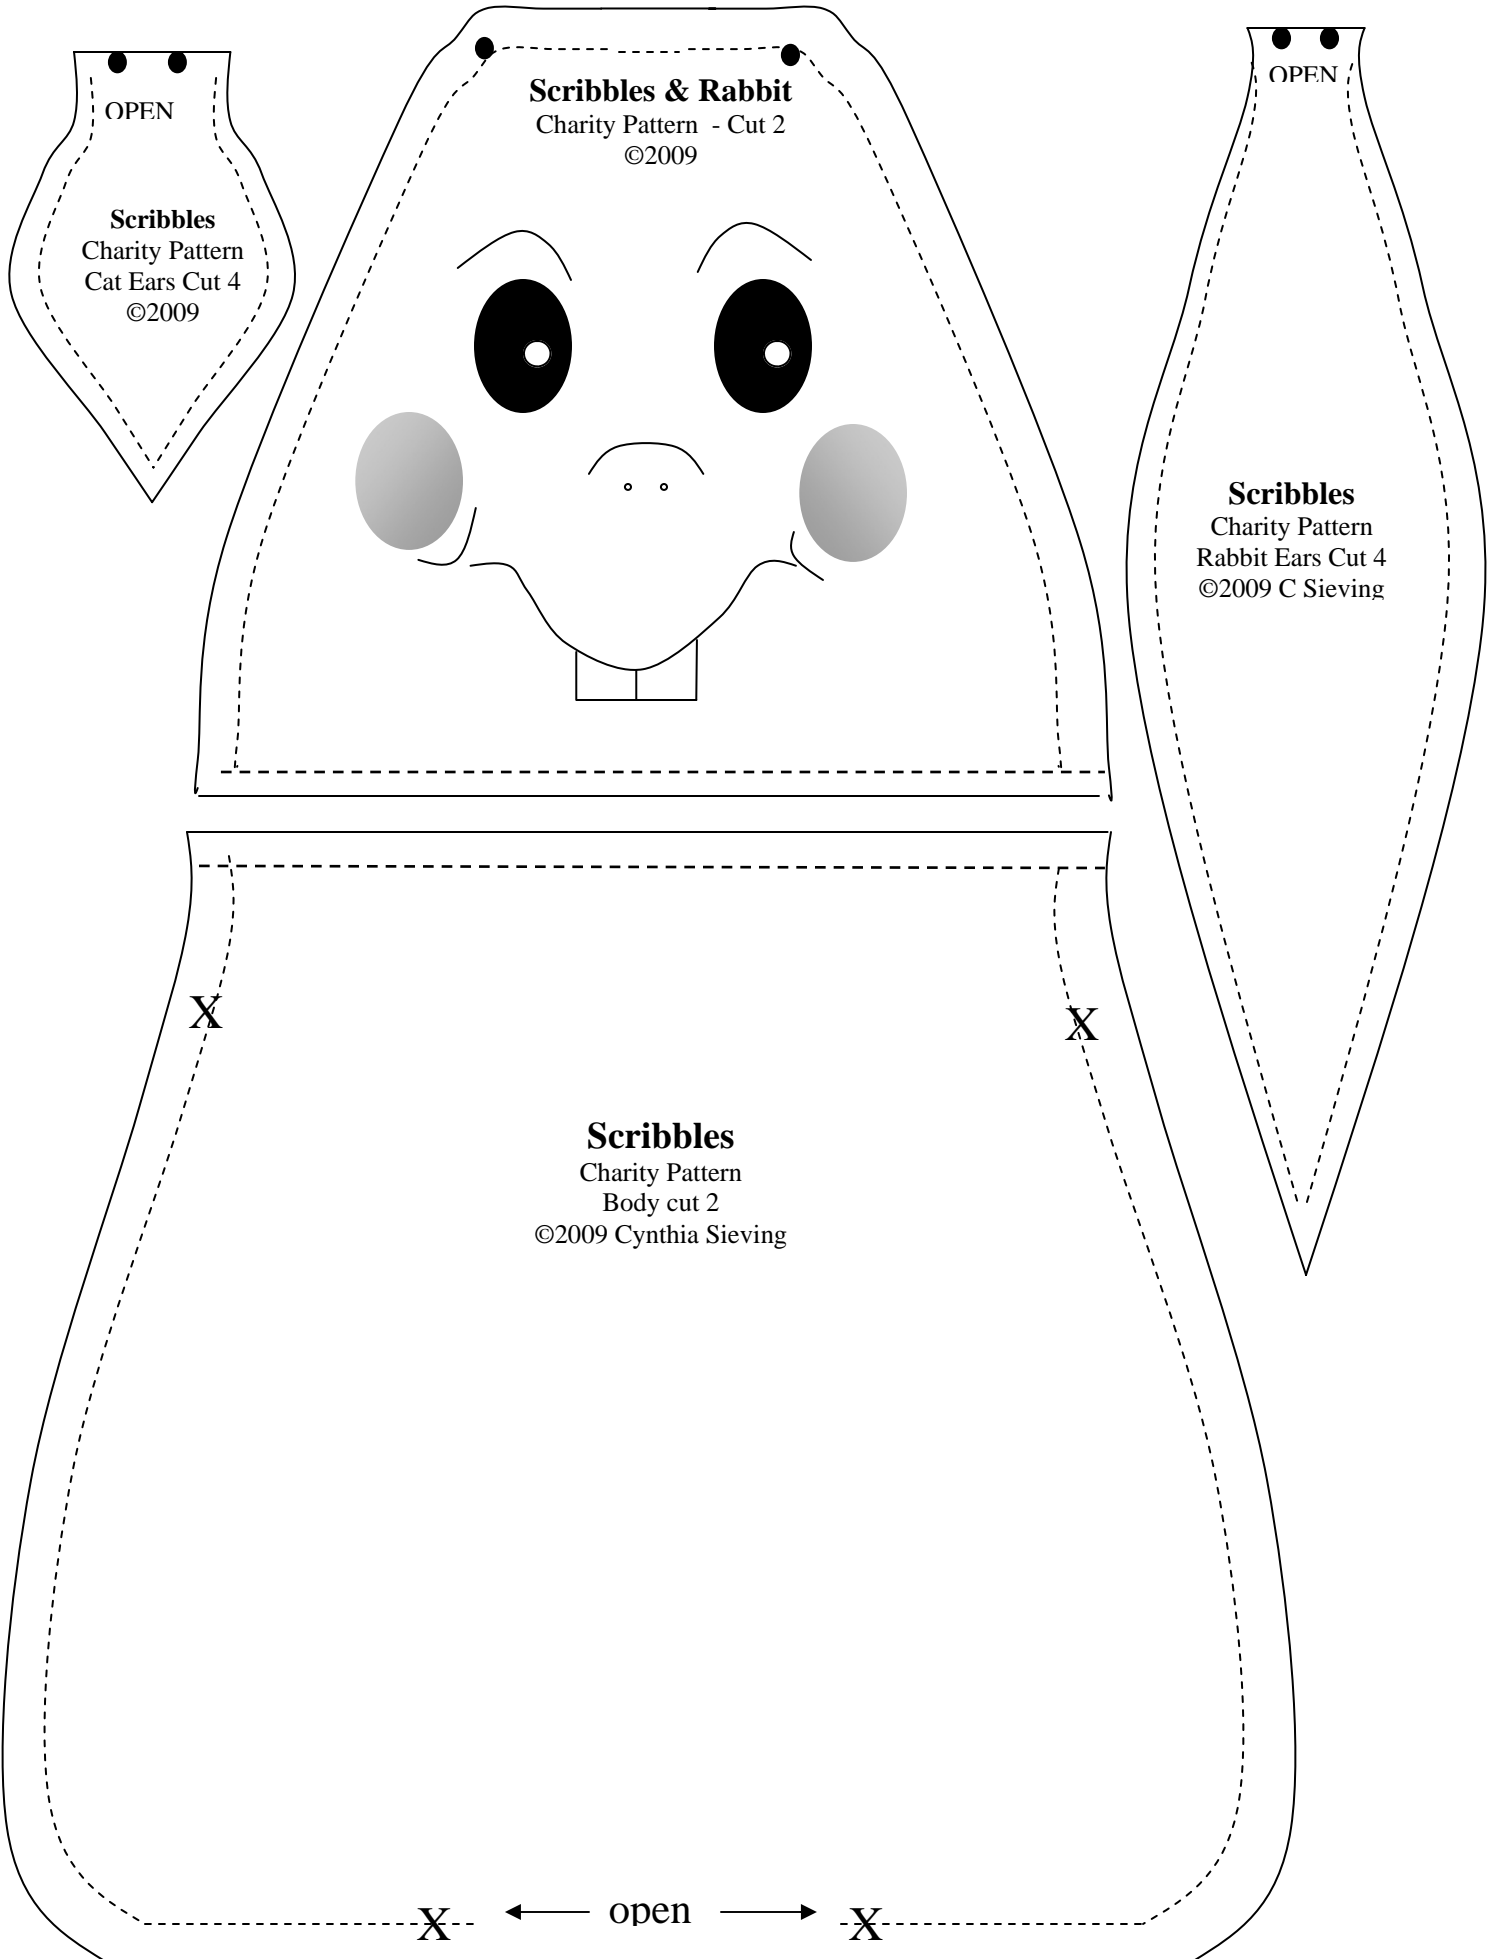 OPEN
Scribbles
Charity Pattern
Cat Ears Cut 4
©2009
Scribbles & Rabbit
Charity Pattern - Cut 2
©2009
OPEN
Scribbles
Charity Pattern
Rabbit Ears Cut 4
©2009 C Sieving
X
X
Scribbles
Charity Pattern
Body cut 2
©2009 Cynthia Sieving
X open X